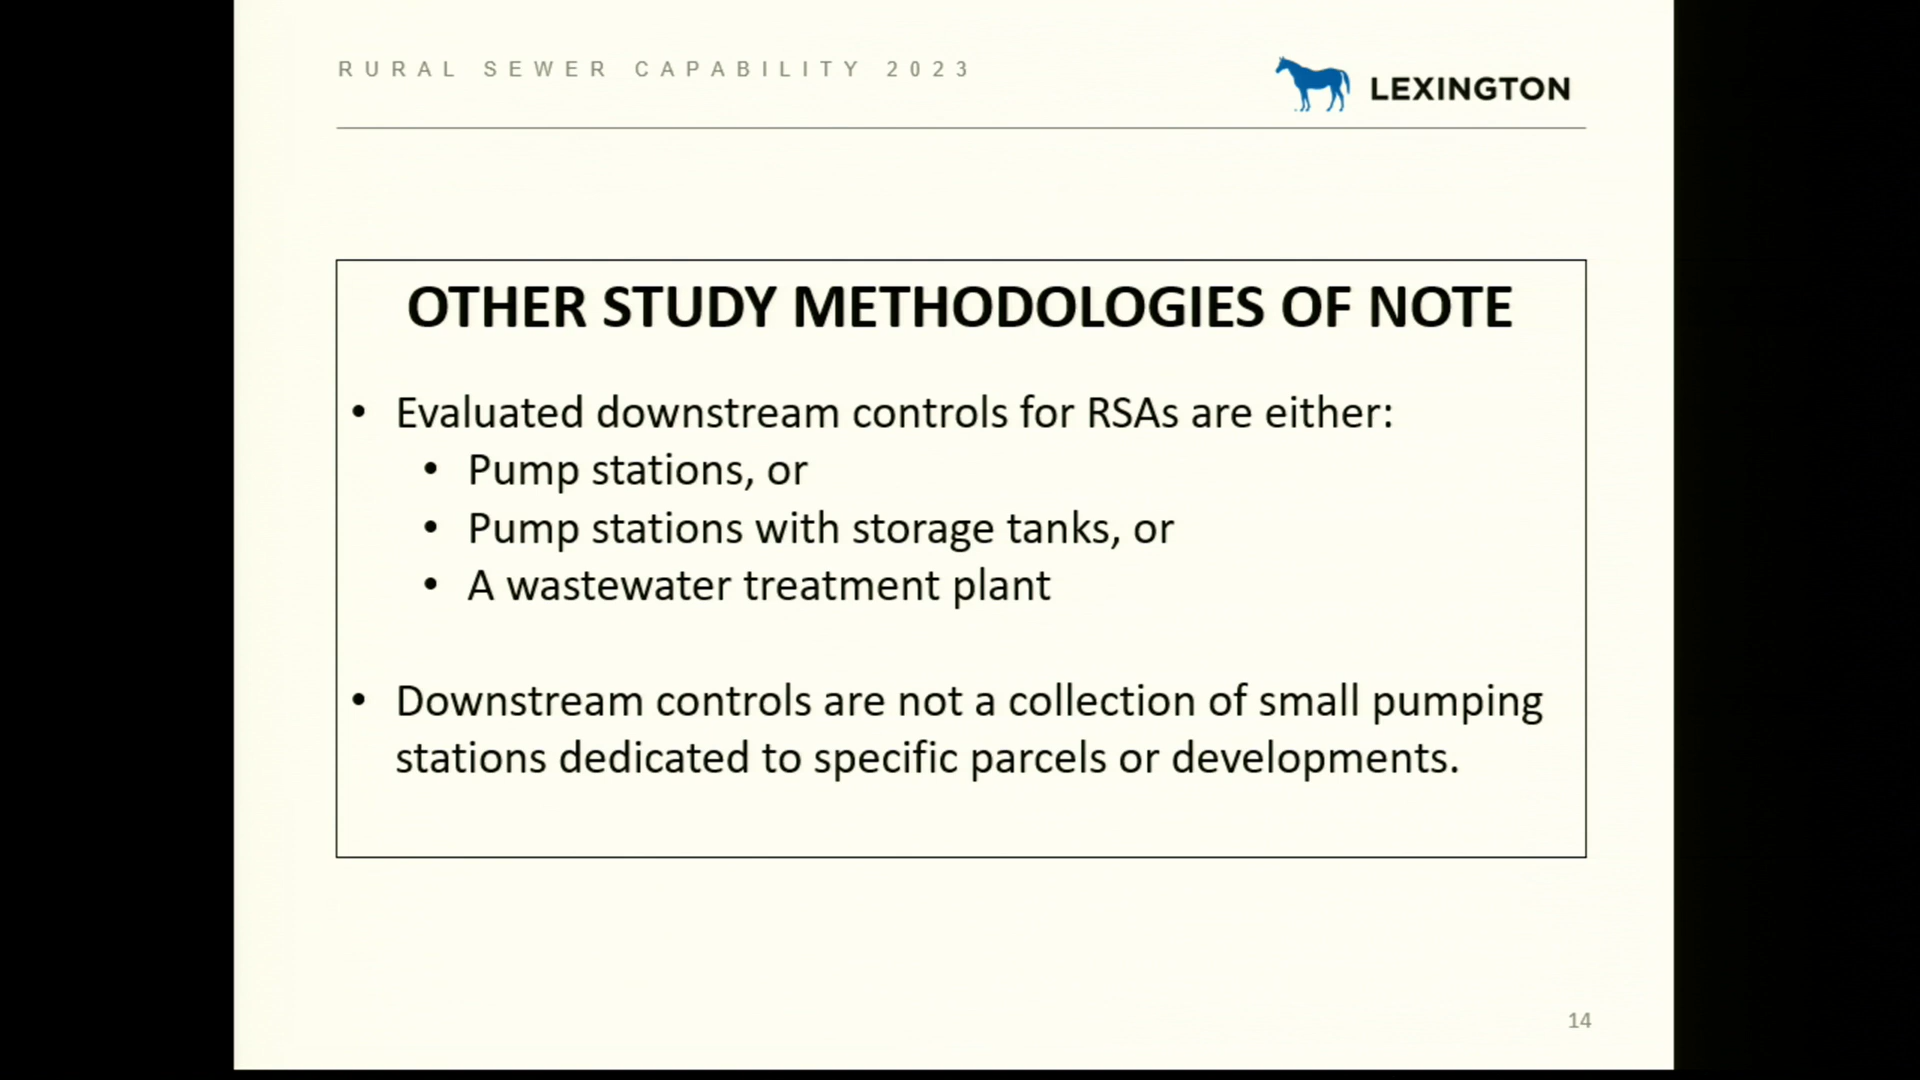 RURAL SEWER CAPABILITY 2023
LEXINGTON
OTHER STUDY METHODOLOGIES OF NOTE
• Evaluated downstream controls for RSAs are either:
• Pump stations, or
• Pump stations with storage tanks, or
• A wastewater treatment plant
• Downstream controls are not a collection of small pumping
stations dedicated to specific parcels or developments.
14